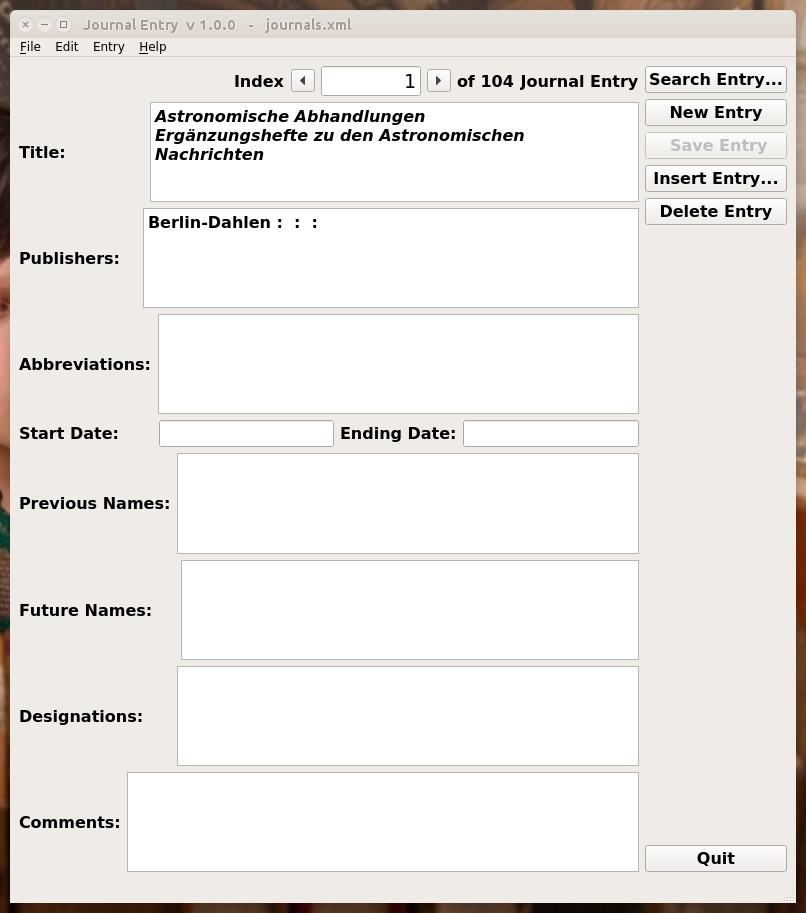 Journal Entry v 1.0.0 - journals.xml
File Edit Entry Help
Index 1 of 104 Journal Entry
Search Entry...
New Entry
Save Entry
Insert Entry...
Delete Entry
Title:
Astronomische Abhandlungen
Ergänzungshefte zu den Astronomischen
Nachrichten
Publishers:
Berlin-Dahlen : : :
Abbreviations:
Start Date: Ending Date:
Previous Names:
Future Names:
Designations:
Comments:
Quit